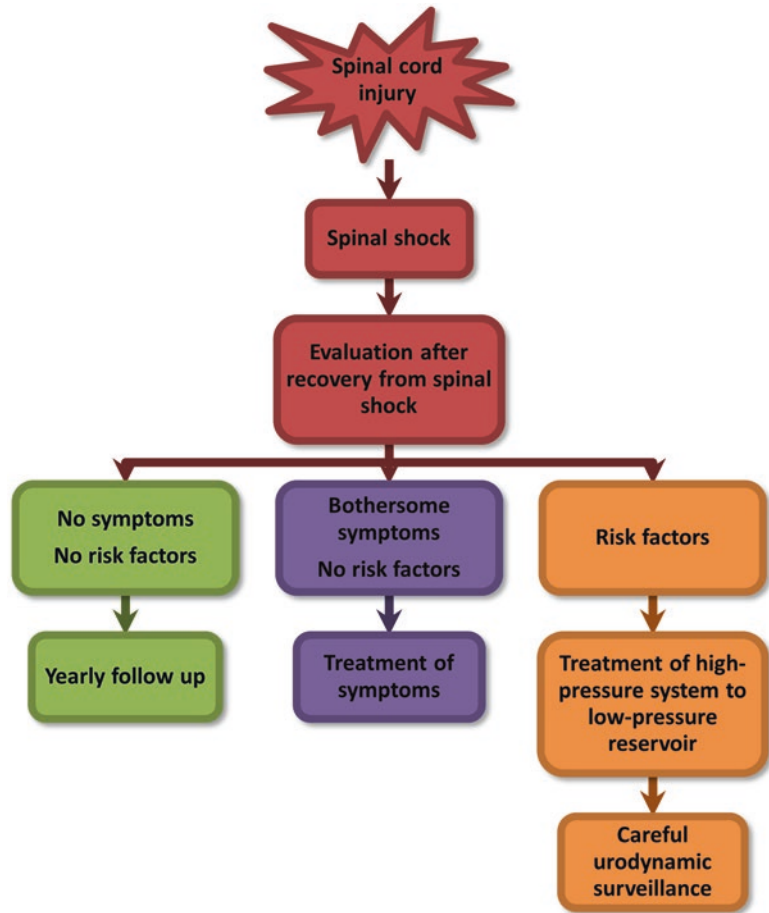 Spinal cord
injury
Spinal shock
Evaluation after
recovery from spinal
shock
No symptoms
No risk factors
Bothersome
symptoms
No risk factors
Risk factors
Yearly follow up
Treatment of
symptoms
Treatment of high-
pressure system to
low-pressure
reservoir
Careful
urodynamic
surveillance